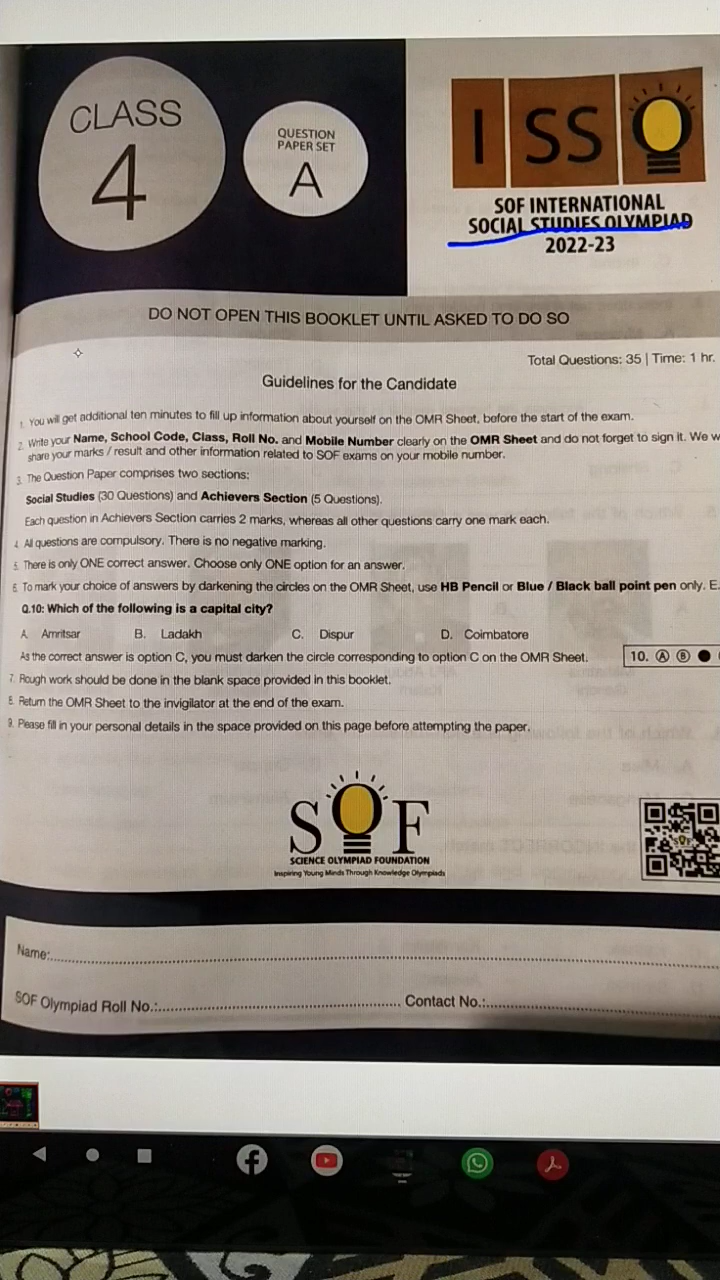 CLASS
4
QUESTION
PAPER SET
A
ISSO
SOF INTERNATIONAL
SOCIAL STUDIES OLYMPIAD
2022-23
DO NOT OPEN THIS BOOKLET UNTIL ASKED TO DO SO
Total Questions: 35 | Time: 1 hr.
Guidelines for the Candidate
1. You will get additional ten minutes to fill up information about yourself on the OMR Sheet, before the start of the exam.
2. Write your Name, School Code, Class, Roll No. and Mobile Number clearly on the OMR Sheet and do not forget to sign it. We
share your marks / result and other information related to SOF exams on your mobile number.
3. The Question Paper comprises two sections:
Social Studies (30 Questions) and Achievers Section (5 Questions).
Each question in Achievers Section carries 2 marks, whereas all other questions carry one mark each.
4. All questions are compulsory. There is no negative marking.
5. There is only ONE correct answer. Choose only ONE option for an answer.
6. To mark your choice of answers by darkening the circles on the OMR Sheet, use HB Pencil or Blue / Black ball point pen only. E.
Q.10: Which of the following is a capital city?
A. Amritsar B. Ladakh C. Dispur D. Coimbatore
As the correct answer is option C, you must darken the circle corresponding to option C on the OMR Sheet. 10. A B
7. Rough work should be done in the blank space provided in this booklet.
8. Return the OMR Sheet to the invigilator at the end of the exam.
9. Please fill in your personal details in the space provided on this page before attempting the paper.
SOF
SCIENCE OLYMPIAD FOUNDATION
Inspiring Young Minds Through Knowledge Olympiads
Name:
SOF Olympiad Roll No.: Contact No.: